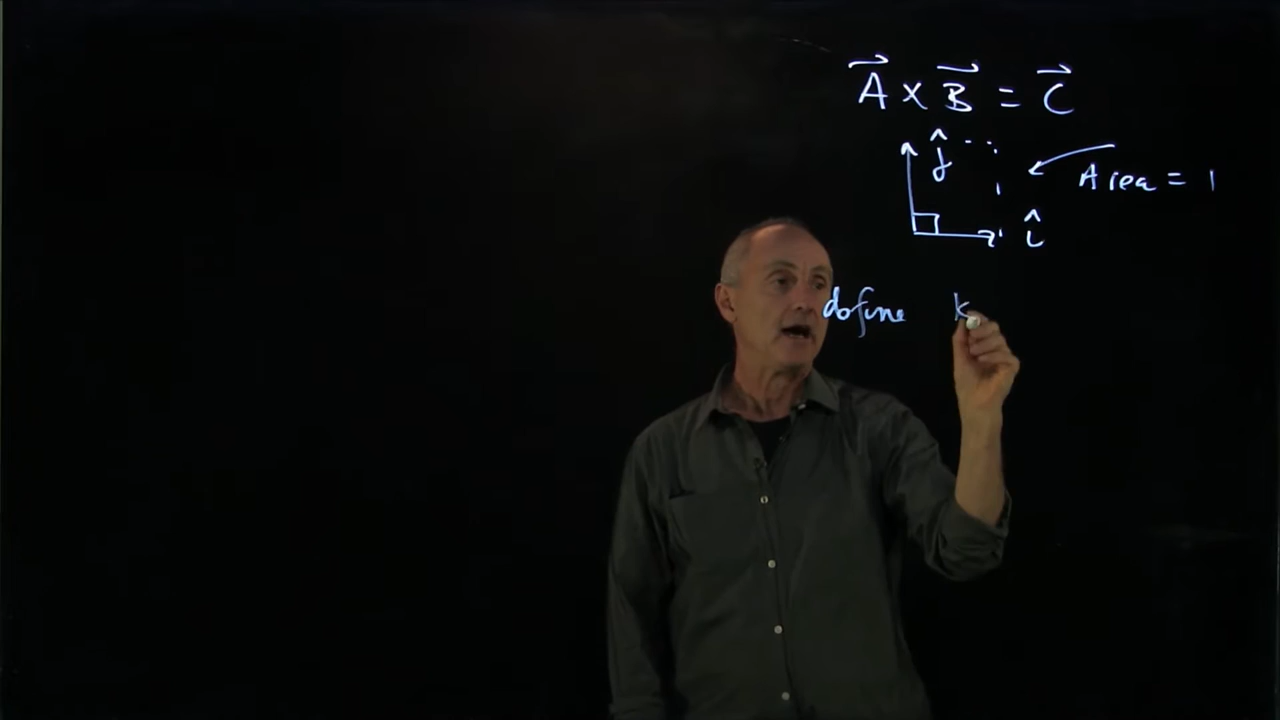 A⃗ × B⃗ = C⃗
ĵ
Area = 1
î
define k